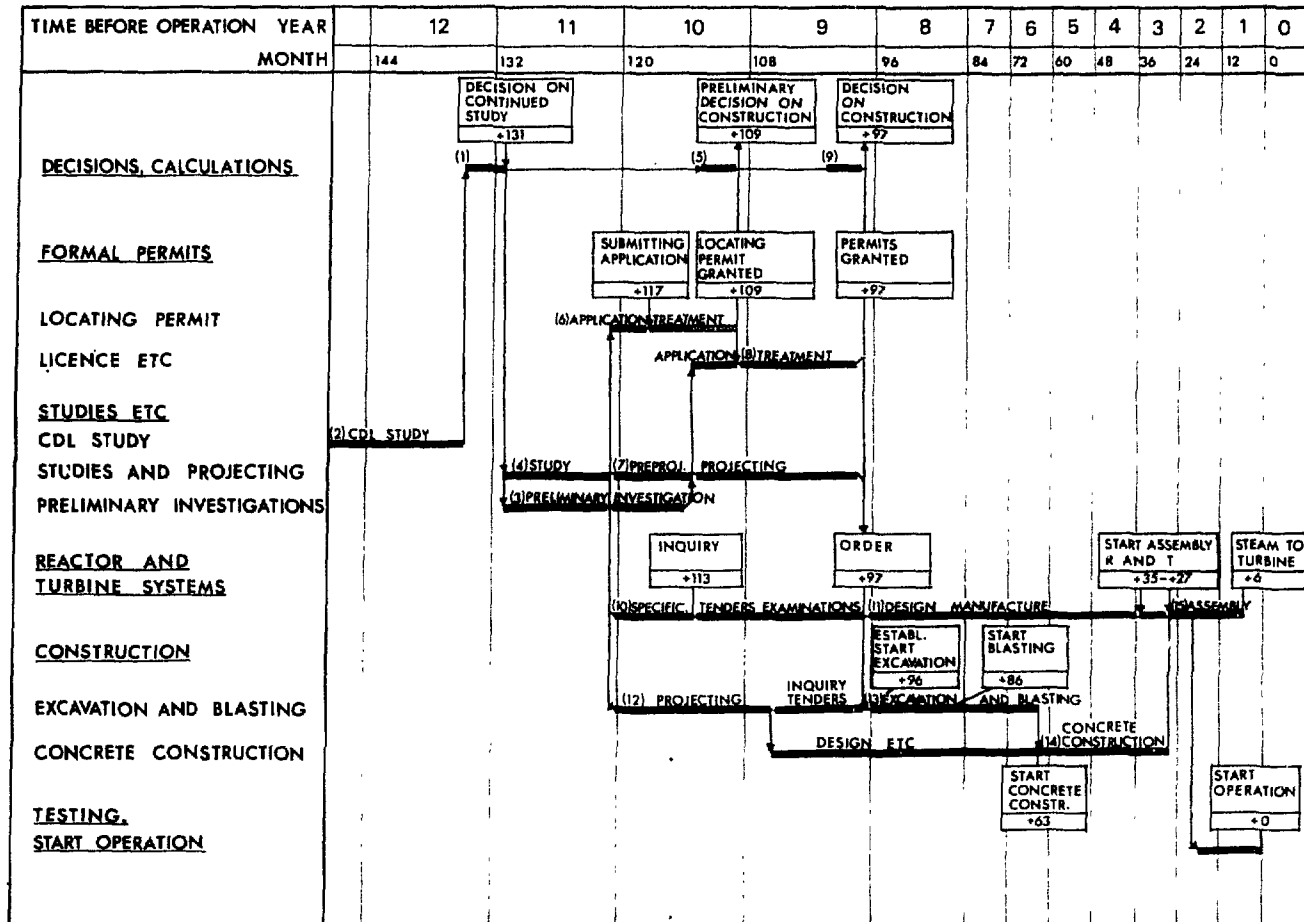 TIME BEFORE OPERATION YEAR 12 11 10 9 8 7 6 5 4 3 2 1 0
MONTH 144 132 120 108 96 84 72 60 48 36 24 12 0
DECISION ON
CONTINUED
STUDY
+131
PRELIMINARY
DECISION ON
CONSTRUCTION
+109
DECISION
ON
CONSTRUCTION
+97
DECISIONS, CALCULATIONS
(1) (5) (9)
FORMAL PERMITS
SUBMITTING
APPLICATION
+117
LOCATING
PERMIT
GRANTED
+109
PERMITS
GRANTED
+97
LOCATING PERMIT
(6)APPLICATION TREATMENT
LICENCE ETC
APPLICATION (8)TREATMENT
STUDIES ETC
CDL STUDY
(2)CDL STUDY
STUDIES AND PROJECTING
(4)STUDY (7)PREPROJ. PROJECTING
PRELIMINARY INVESTIGATIONS
(3)PRELIMINARY INVESTIGATION
REACTOR AND
TURBINE SYSTEMS
INQUIRY
+113
ORDER
+97
START ASSEMBLY
R AND T
+35-+27
STEAM TO
TURBINE
+6
(10)SPECIFIC. TENDERS EXAMINATIONS (11)DESIGN MANUFACTURE (15)ASSEMBLY
CONSTRUCTION
ESTABL.
START
EXCAVATION
+96
START
BLASTING
+86
EXCAVATION AND BLASTING
(12) PROJECTING
INQUIRY
TENDERS
(13)EXCAVATION AND BLASTING
CONCRETE CONSTRUCTION
DESIGN ETC
CONCRETE
(14)CONSTRUCTION
START
CONCRETE
CONSTR.
+63
START
OPERATION
+0
TESTING.
START OPERATION